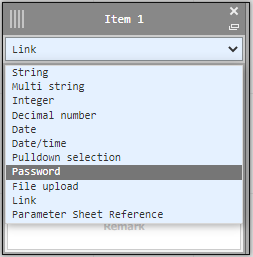 Item 1
Link
String
Multi string
Integer
Decimal number
Date
Date/time
Pulldown selection
Password
File upload
Link
Parameter Sheet Reference
Remark